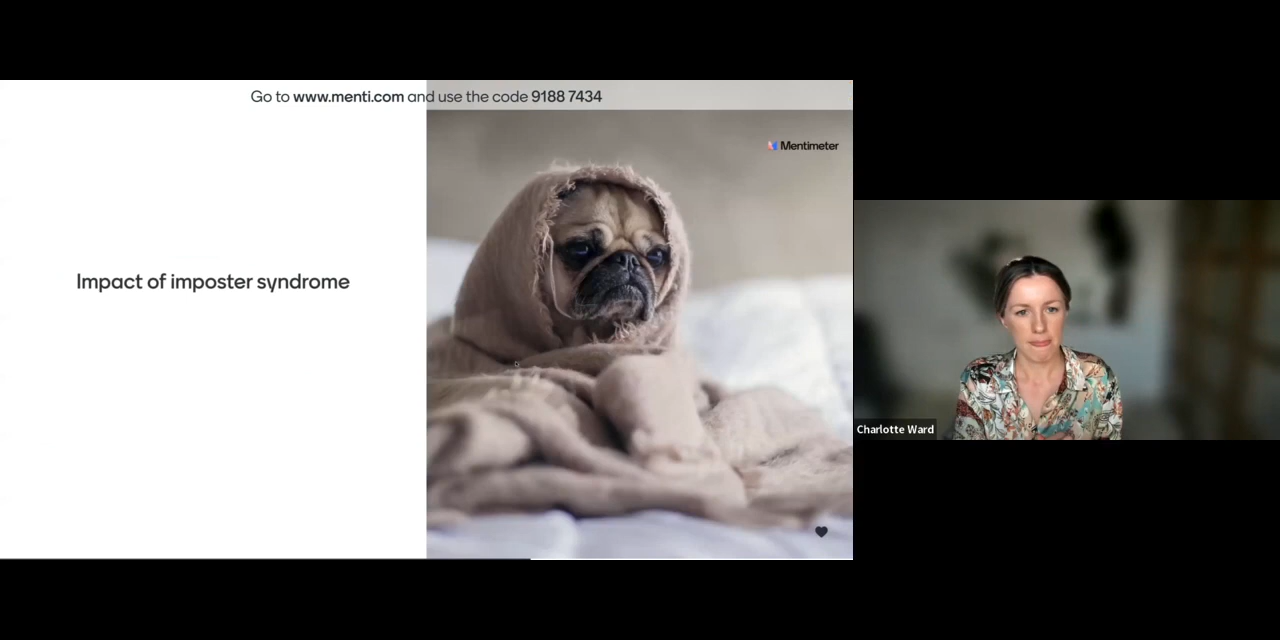 Go to www.menti.com and use the code 9188 7434
Mentimeter
Impact of imposter syndrome
Charlotte Ward